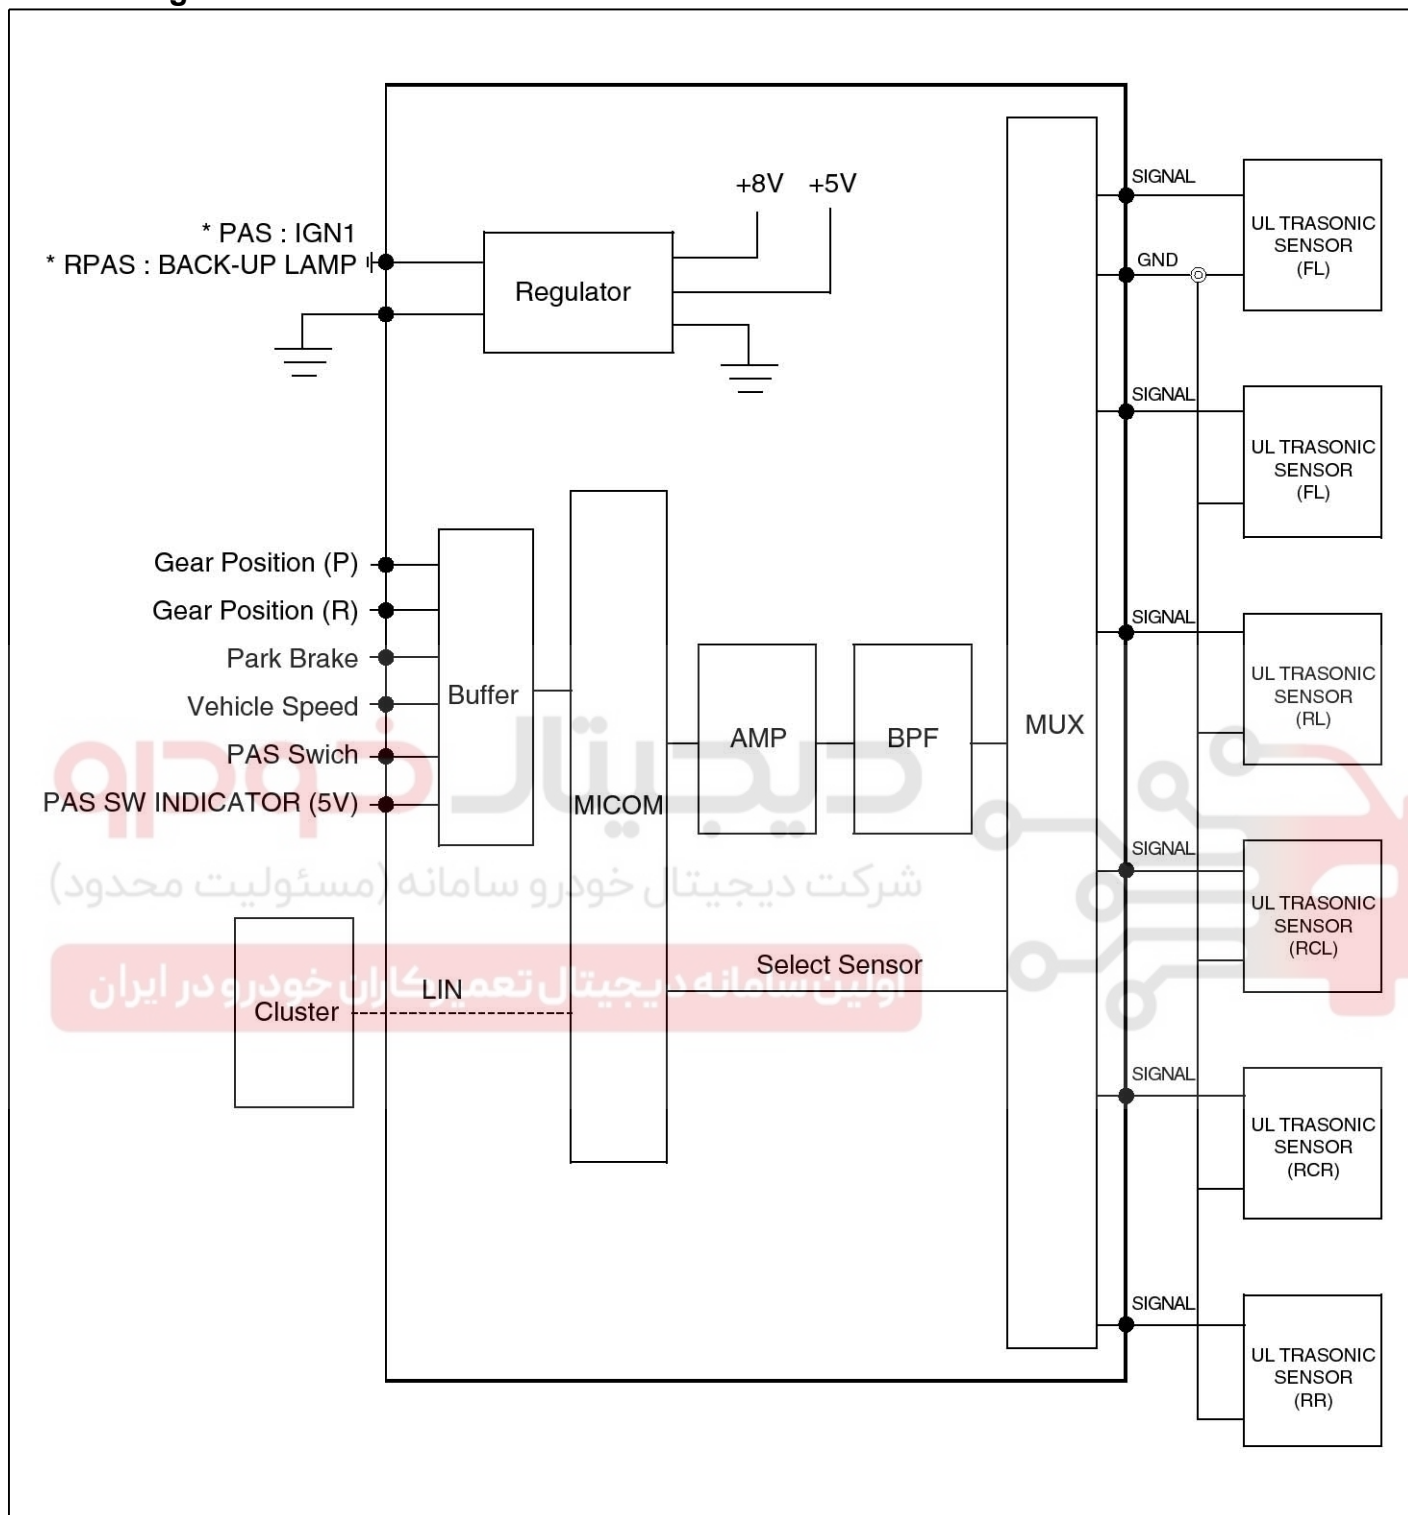 +8V +5V
* PAS : IGN1
* RPAS : BACK-UP LAMP
Regulator
Gear Position (P)
Gear Position (R)
Park Brake
Vehicle Speed
PAS Swich
PAS SW INDICATOR (5V)
Buffer
MICOM
AMP
BPF
MUX
Select Sensor
LIN
Cluster
SIGNAL
UL TRASONIC
SENSOR
(FL)
GND
SIGNAL
UL TRASONIC
SENSOR
(FL)
SIGNAL
UL TRASONIC
SENSOR
(RL)
SIGNAL
UL TRASONIC
SENSOR
(RCL)
SIGNAL
UL TRASONIC
SENSOR
(RCR)
SIGNAL
UL TRASONIC
SENSOR
(RR)
دیجیتال خودرو
شرکت دیجیتال خودرو سامانه (مسئولیت محدود)
اولین سامانه دیجیتال تعمیرکاران خودرو در ایران